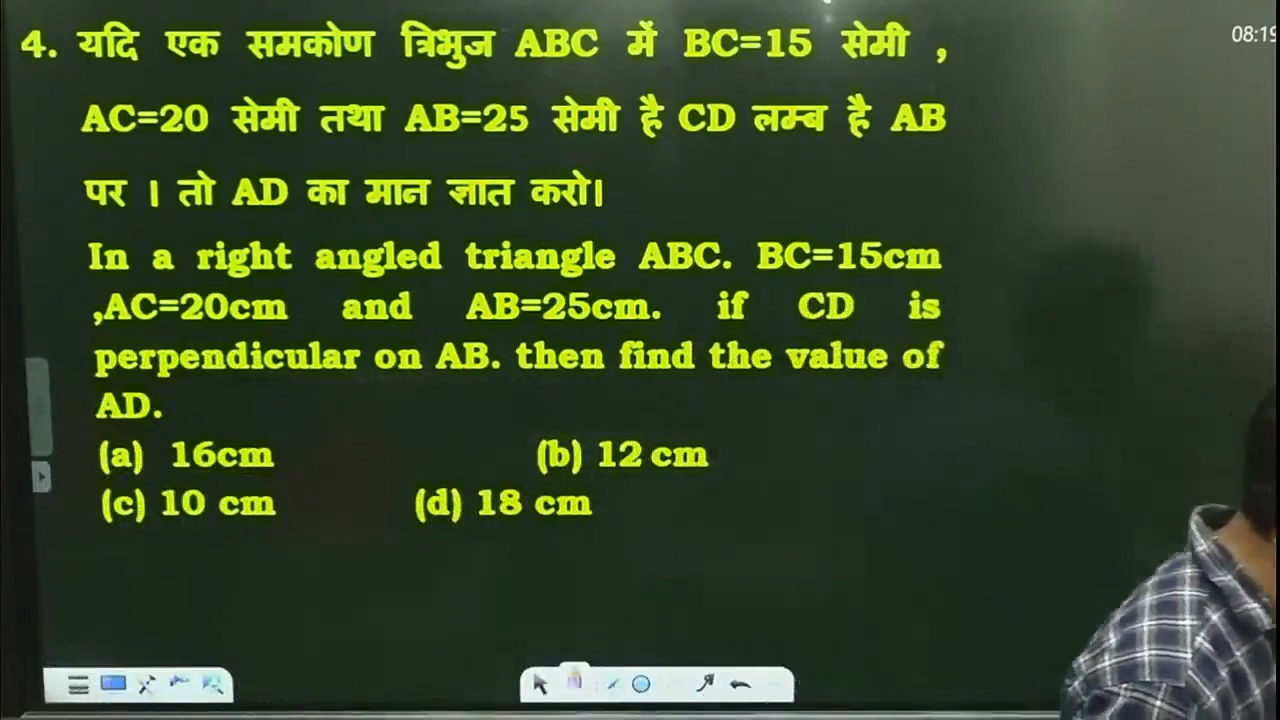 4. यदि एक समकोण त्रिभुज ABC में BC=15 सेमी ,
AC=20 सेमी तथा AB=25 सेमी है CD लम्ब है AB
पर । तो AD का मान ज्ञात करो।
In a right angled triangle ABC. BC=15cm
,AC=20cm and AB=25cm. if CD is
perpendicular on AB. then find the value of
AD.
(a) 16cm (b) 12 cm
(c) 10 cm (d) 18 cm